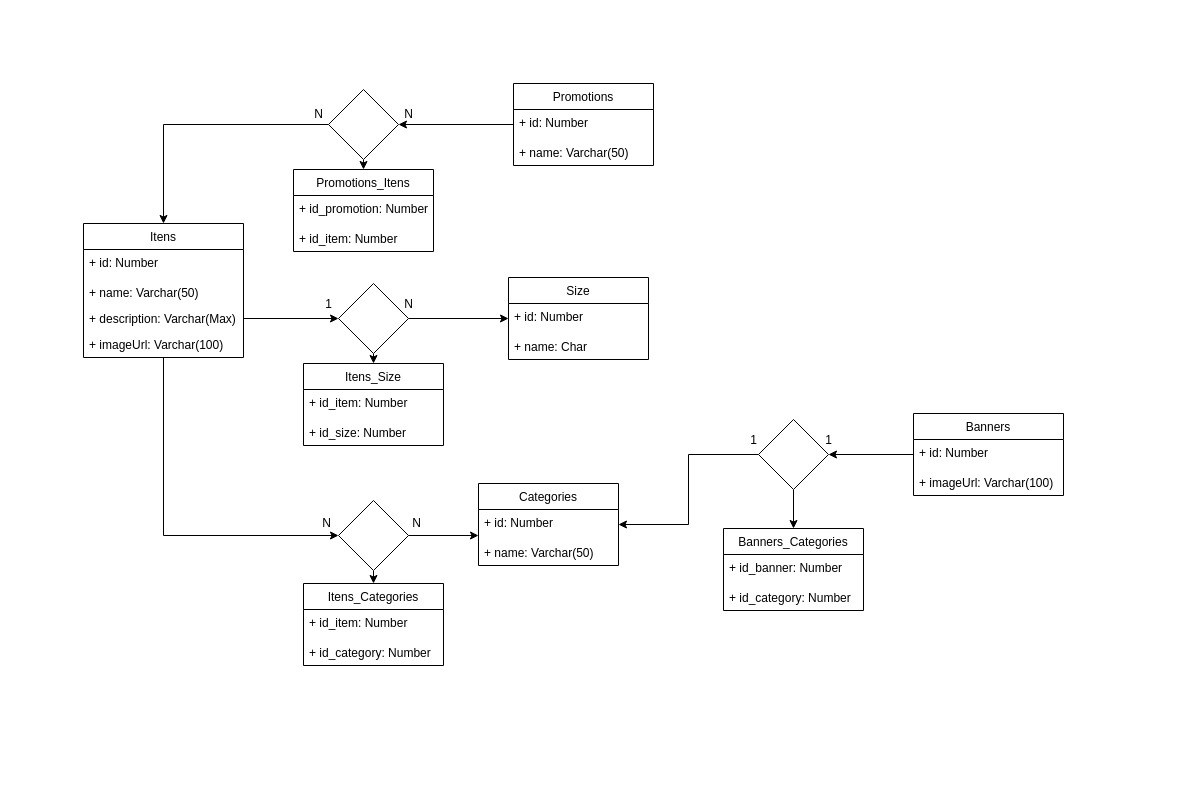 Promotions
+ id: Number
+ name: Varchar(50)
N
N
Promotions_Itens
+ id_promotion: Number
+ id_item: Number
Itens
+ id: Number
+ name: Varchar(50)
+ description: Varchar(Max)
+ imageUrl: Varchar(100)
1
N
Size
+ id: Number
+ name: Char
Itens_Size
+ id_item: Number
+ id_size: Number
N
N
Categories
+ id: Number
+ name: Varchar(50)
Itens_Categories
+ id_item: Number
+ id_category: Number
1
1
Banners
+ id: Number
+ imageUrl: Varchar(100)
Banners_Categories
+ id_banner: Number
+ id_category: Number